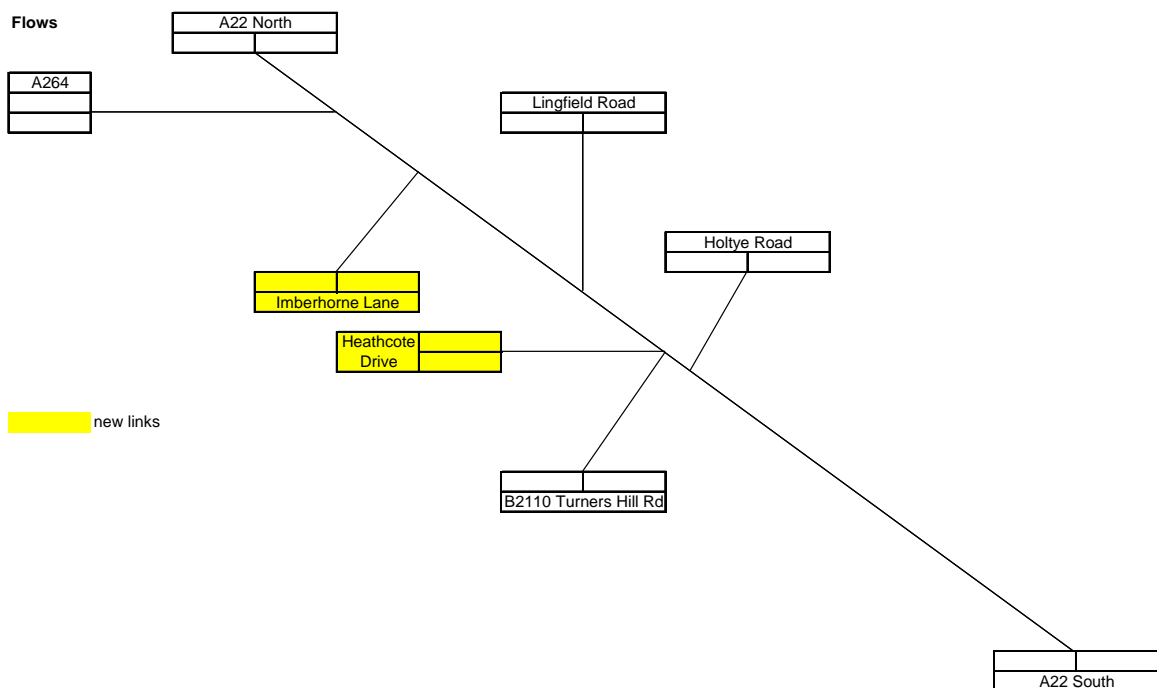 Flows
A22 North
A264
Lingfield Road
Holtye Road
Imberhorne Lane
Heathcote
Drive
new links
B2110 Turners Hill Rd
A22 South